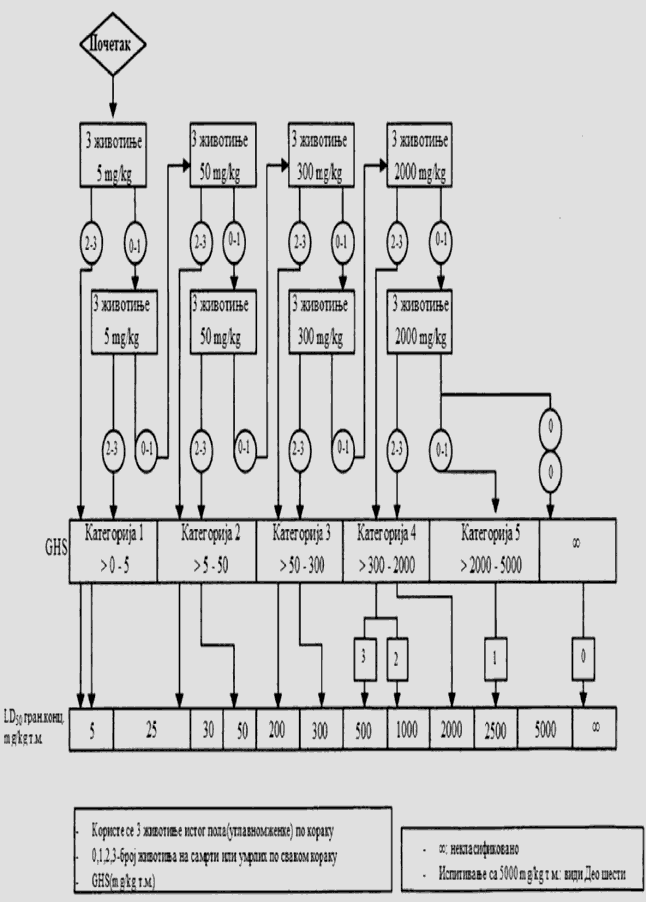 Почетак
3 животиње
5 mg/kg
3 животиње
50 mg/kg
3 животиње
300 mg/kg
3 животиње
2000 mg/kg
2-3
0-1
2-3
0-1
2-3
0-1
2-3
0-1
3 животиње
5 mg/kg
3 животиње
50 mg/kg
3 животиње
300 mg/kg
3 животиње
2000 mg/kg
2-3
0-1
2-3
0-1
2-3
0-1
2-3
0-1
0
0
GHS
Категорија 1
>0 - 5
Категорија 2
>5 - 50
Категорија 3
>50 - 300
Категорија 4
>300 - 2000
Категорија 5
>2000 - 5000
∞
3
2
1
0
LD50 гран.конц.
mg/kg т.м.
5
25
30
50
200
300
500
1000
2000
2500
5000
∞
- Користе се 3 животиње истог пола(углавномженке) по кораку
- 0,1,2,3-број животиња на самрти или умрлих по сваком кораку
- GHS(mg/kg т.м.)
- ∞: некласификовано
- Испитивање са 5000 mg/kg т.м.: види Део шести